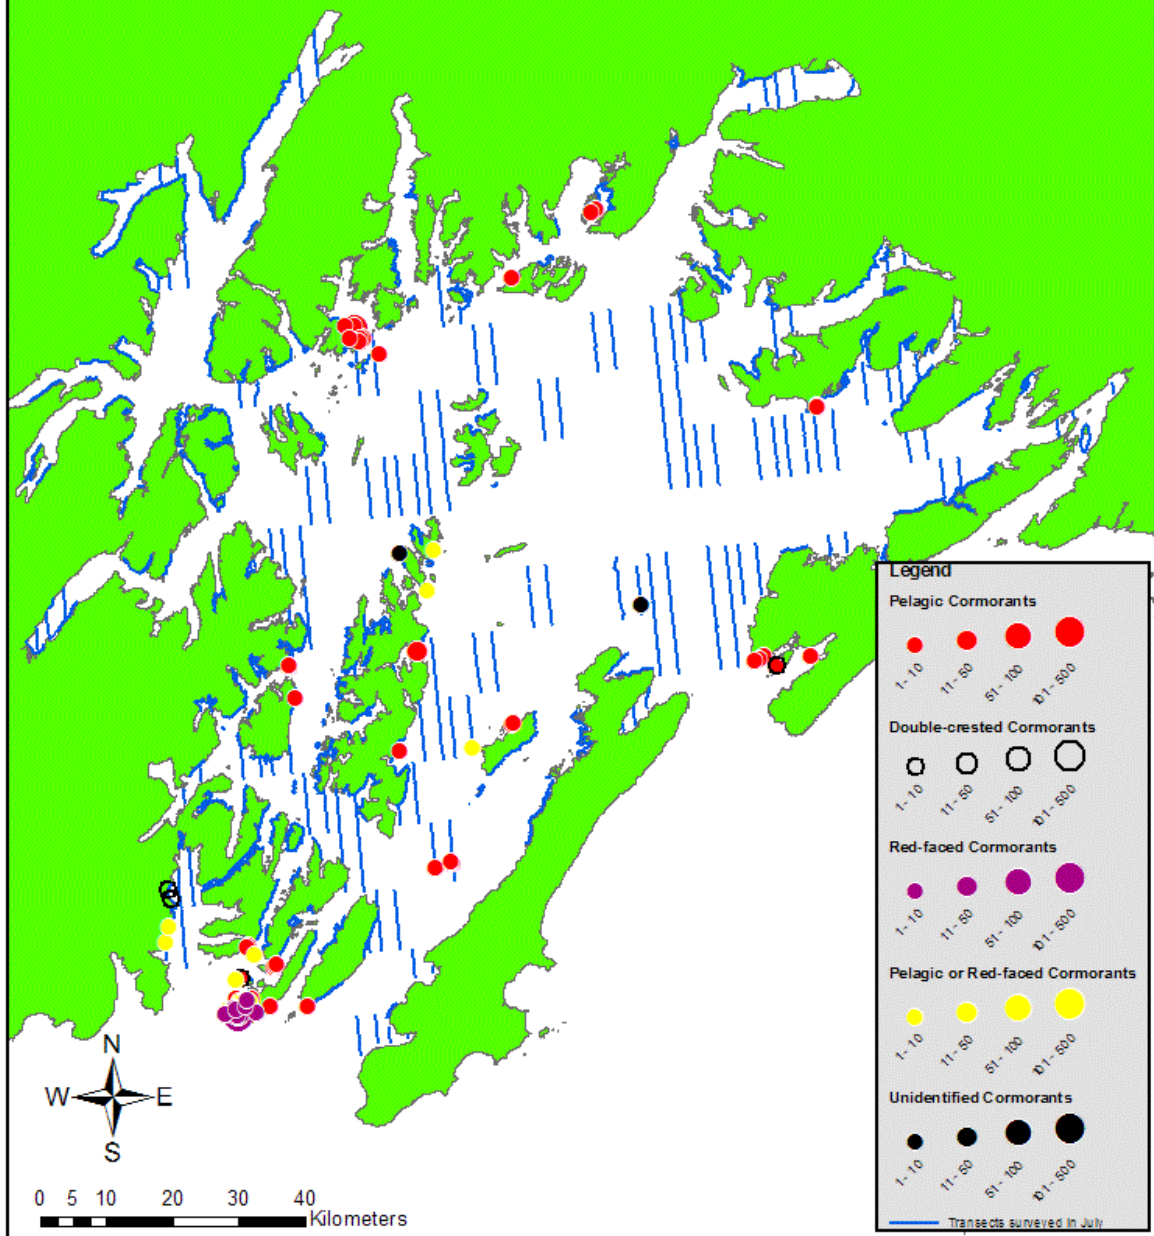 Legend
Pelagic Cormorants
1 - 10 11 - 50 51 - 100 101 - 500
Double-crested Cormorants
1 - 10 11 - 50 51 - 100 101 - 500
Red-faced Cormorants
1 - 10 11 - 50 51 - 100 101 - 500
Pelagic or Red-faced Cormorants
1 - 10 11 - 50 51 - 100 101 - 500
Unidentified Cormorants
1 - 10 11 - 50 51 - 100 101 - 500
Transects surveyed in July
N
W E
S
0 5 10 20 30 40
Kilometers